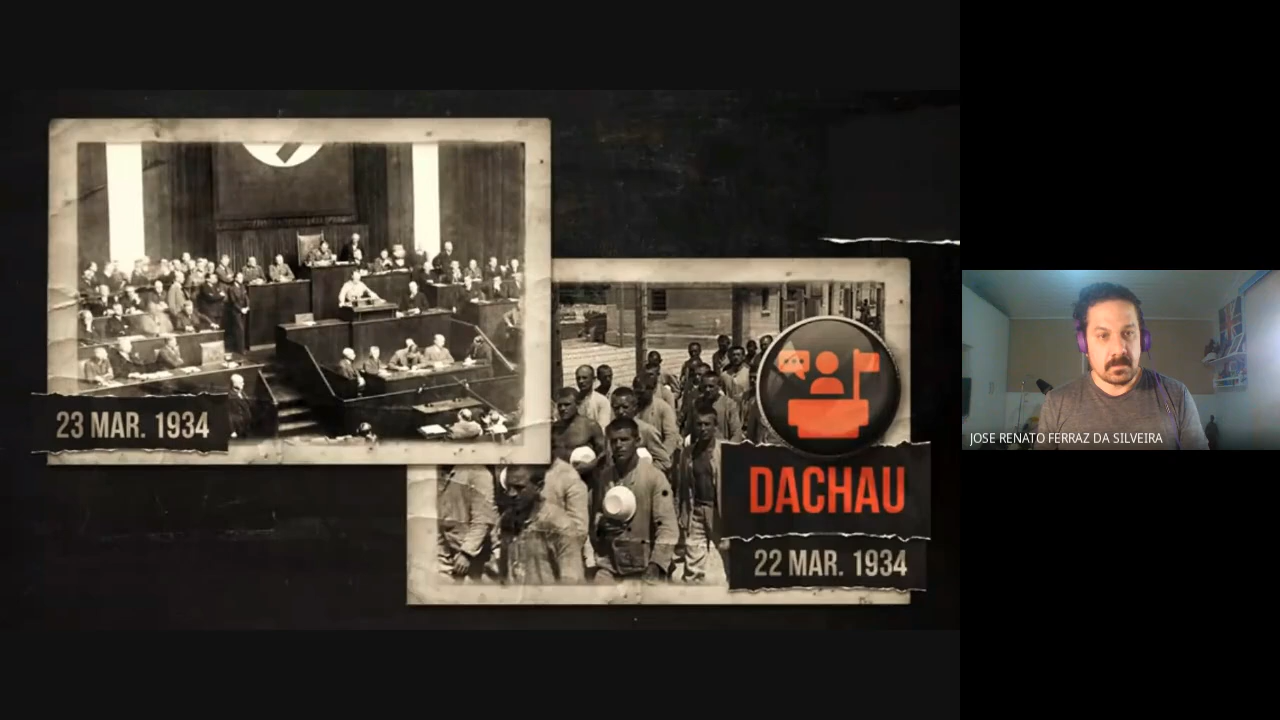 23 MAR. 1934
DACHAU
22 MAR. 1934
JOSE RENATO FERRAZ DA SILVEIRA